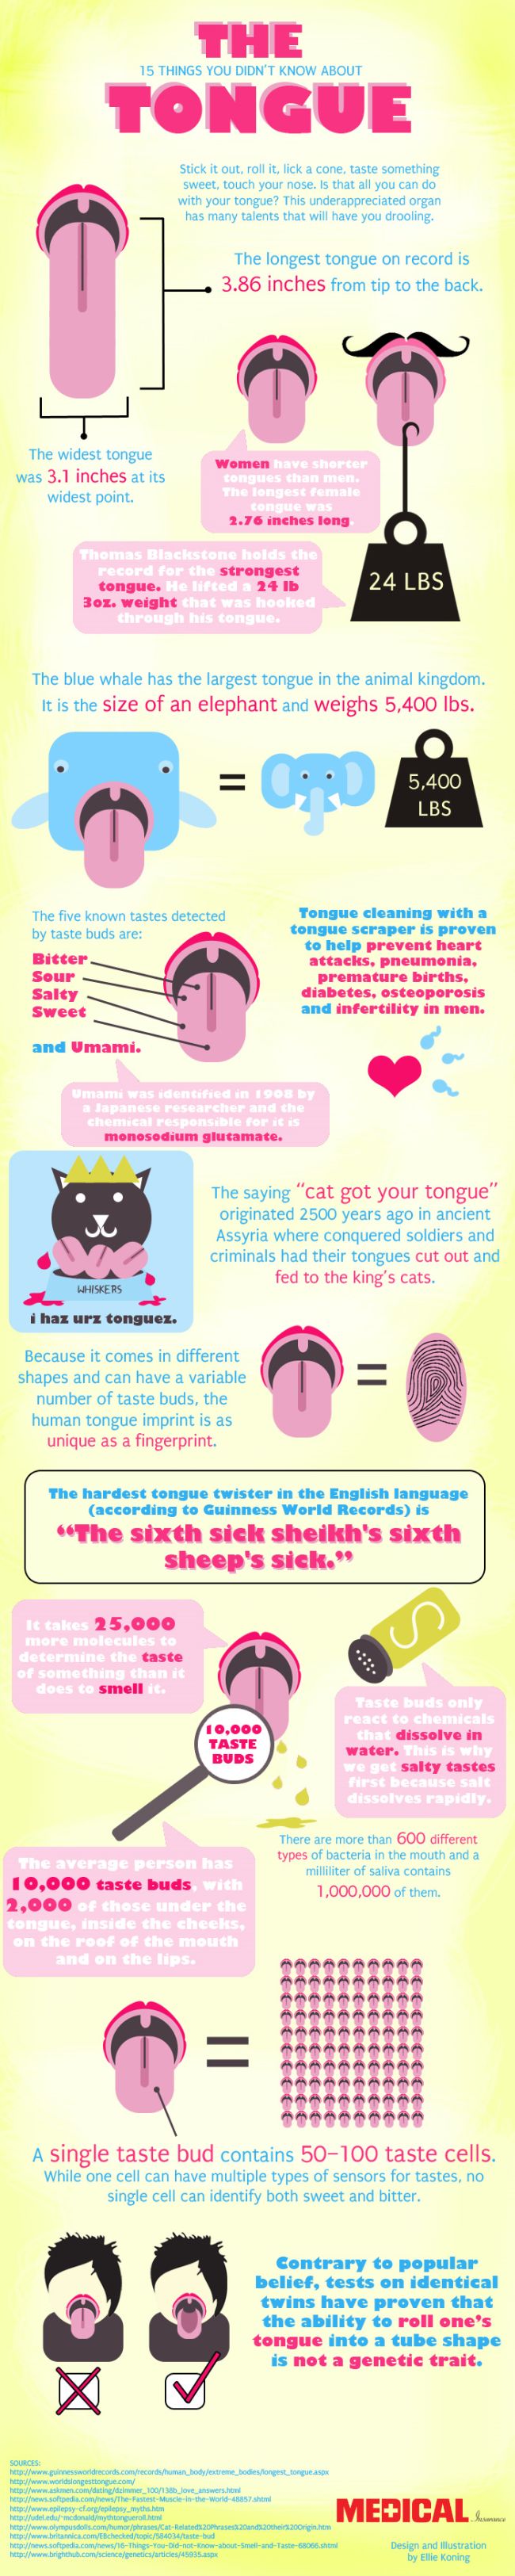 THE
15 THINGS YOU DIDN'T KNOW ABOUT
TONGUE
Stick it out, roll it, lick a cone, taste something
sweet, touch your nose. Is that all you can do
with your tongue? This underappreciated organ
has many talents that will have you drooling.
The longest tongue on record is
3.86 inches from tip to the back.
The widest tongue
was 3.1 inches at its
widest point.
Women have shorter
tongues than men.
The longest female
tongue was
2.76 inches long.
Thomas Blackstone holds the
record for the strongest
tongue. He lifted a 24 lb
3oz. weight that was hooked
through his tongue.
24 LBS
The blue whale has the largest tongue in the animal kingdom.
It is the size of an elephant and weighs 5,400 lbs.
=
5,400
LBS
The five known tastes detected
by taste buds are:
Bitter
Sour
Salty
Sweet
and Umami.
Tongue cleaning with a
tongue scraper is proven
to help prevent heart
attacks, pneumonia,
premature births,
diabetes, osteoporosis
and infertility in men.
Umami was identified in 1908 by
a Japanese researcher and the
chemical responsible for it is
monosodium glutamate.
WHISKERS
i haz urz tonguez.
The saying "cat got your tongue"
originated 2500 years ago in ancient
Assyria where conquered soldiers and
criminals had their tongues cut out and
fed to the king's cats.
Because it comes in different
shapes and can have a variable
number of taste buds, the
human tongue imprint is as
unique as a fingerprint.
=
The hardest tongue twister in the English language
(according to Guinness World Records) is
"The sixth sick sheikh's sixth
sheep's sick."
It takes 25,000
more molecules to
determine the taste
of something than it
does to smell it.
S
10,000
TASTE
BUDS
Taste buds only
react to chemicals
that dissolve in
water. This is why
we get salty tastes
first because salt
dissolves rapidly.
There are more than 600 different
types of bacteria in the mouth and a
milliliter of saliva contains
1,000,000 of them.
The average person has
10,000 taste buds, with
2,000 of those under the
tongue, inside the cheeks,
on the roof of the mouth
and on the lips.
=
A single taste bud contains 50-100 taste cells.
While one cell can have multiple types of sensors for tastes, no
single cell can identify both sweet and bitter.
Contrary to popular
belief, tests on identical
twins have proven that
the ability to roll one's
tongue into a tube shape
is not a genetic trait.
SOURCES:
http://www.guinnessworldrecords.com/records/human_body/extreme_bodies/longest_tongue.aspx
http://www.worldslongesttongue.com/
http://www.askmen.com/dating/dzimmer_100/138b_love_answers.html
http://news.softpedia.com/news/The-Fastest-Muscle-in-the-World-48857.shtml
http://www.epilepsy-cf.org/epilepsy_myths.htm
http://udel.edu/~mcdonald/mythtongueroll.html
http://www.olympusdolls.com/humor/phrases/Cat-Related%20Phrases%20and%20their%20Origin.htm
http://www.britannica.com/EBchecked/topic/584034/taste-bud
http://news.softpedia.com/news/16-Things-You-Did-not-Know-about-Smell-and-Taste-68066.shtml
http://www.brighthub.com/science/genetics/articles/45935.aspx
MEDICAL Insurance
Design and Illustration
by Ellie Koning